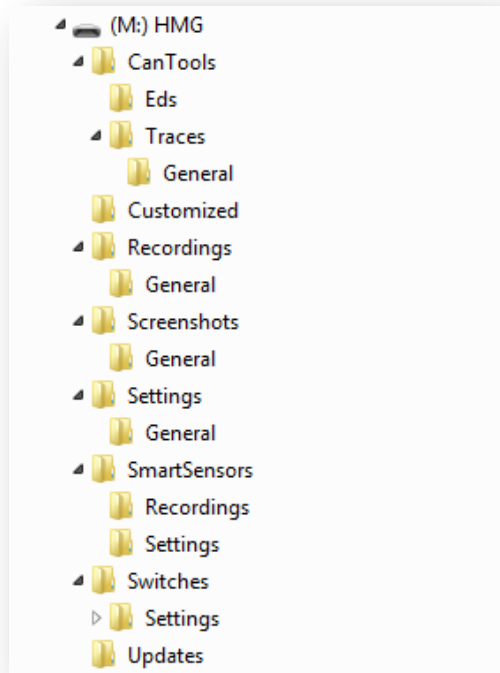 (M:) HMG
CanTools
Eds
Traces
General
Customized
Recordings
General
Screenshots
General
Settings
General
SmartSensors
Recordings
Settings
Switches
Settings
Updates